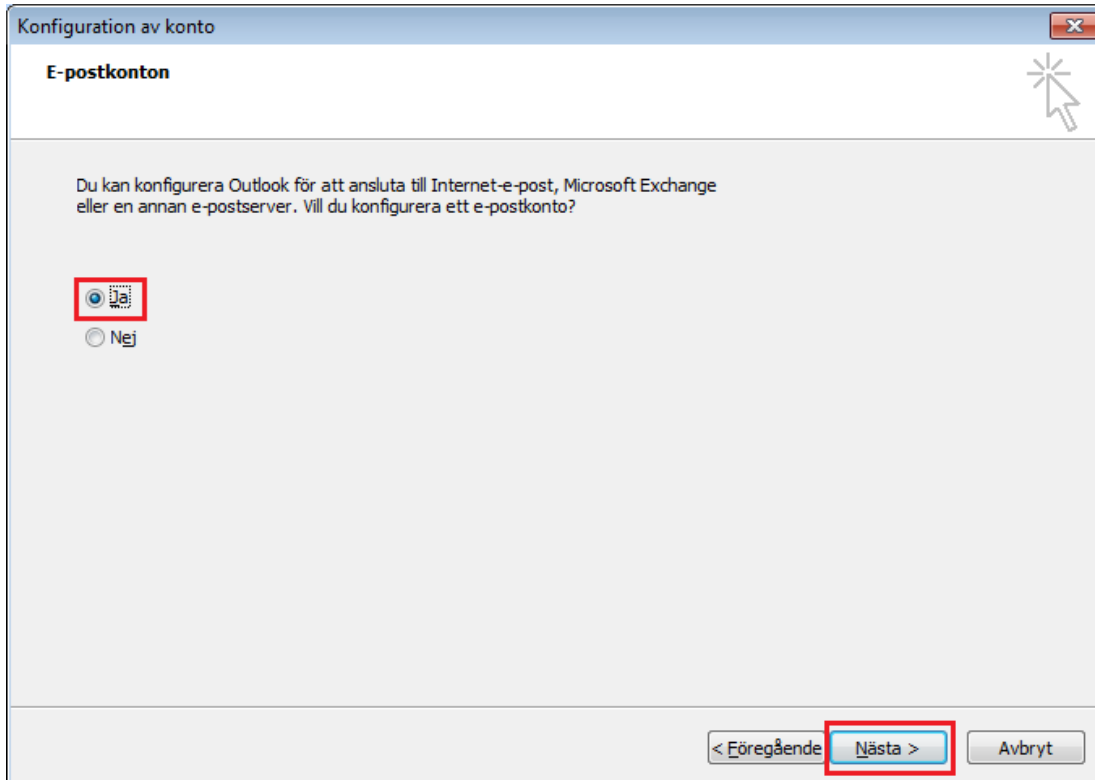 Konfiguration av konto
E-postkonton
Du kan konfigurera Outlook för att ansluta till Internet-e-post, Microsoft Exchange
eller en annan e-postserver. Vill du konfigurera ett e-postkonto?
Ja
Nej
< Föregående Nästa > Avbryt